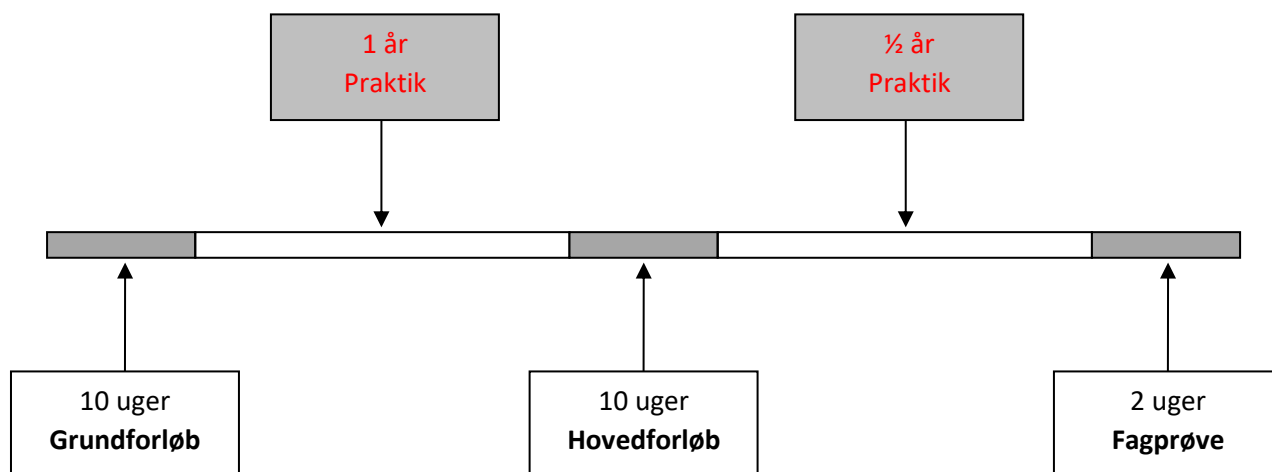 1 år
Praktik
½ år
Praktik
10 uger
Grundforløb
10 uger
Hovedforløb
2 uger
Fagprøve